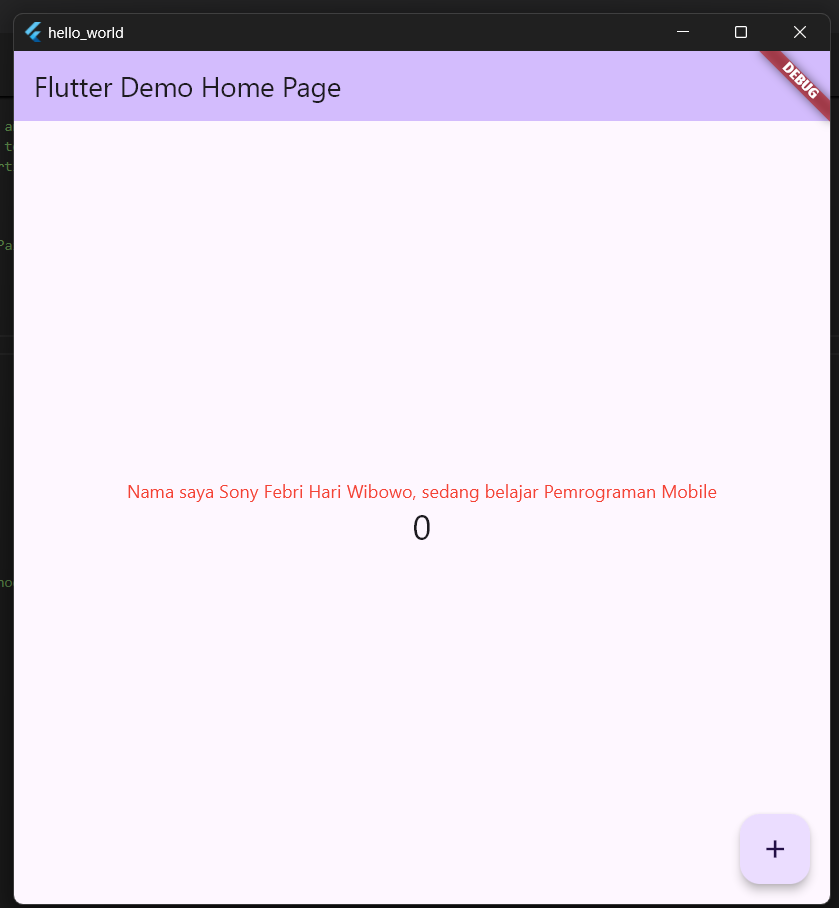 hello_world
Flutter Demo Home Page
DEBUG
Nama saya Sony Febri Hari Wibowo, sedang belajar Pemrograman Mobile
0